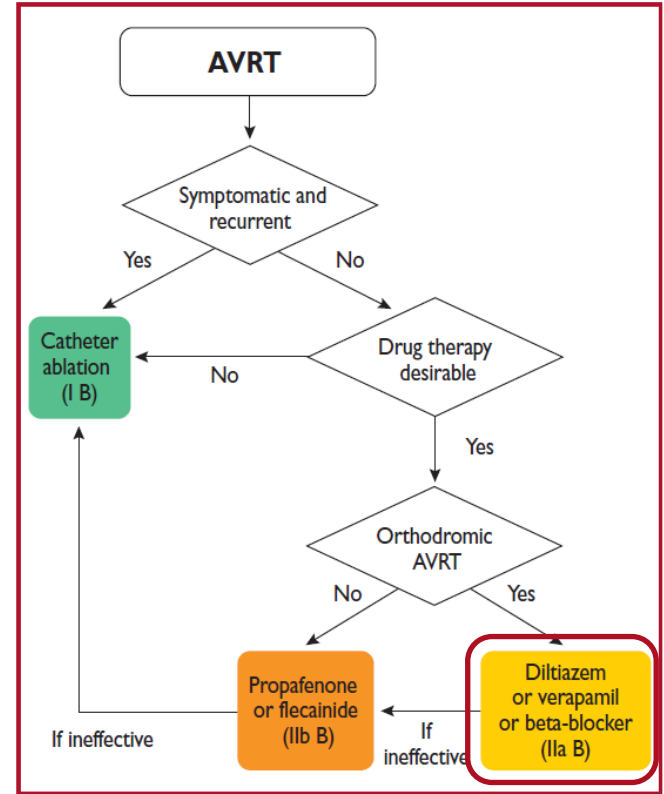 AVRT
Symptomatic and
recurrent
Yes
No
Catheter
ablation
(I B)
No
Drug therapy
desirable
Yes
Orthodromic
AVRT
No
Yes
Propafenone
or flecainide
(IIb B)
If
ineffective
Diltiazem
or verapamil
or beta-blocker
(IIa B)
If ineffective